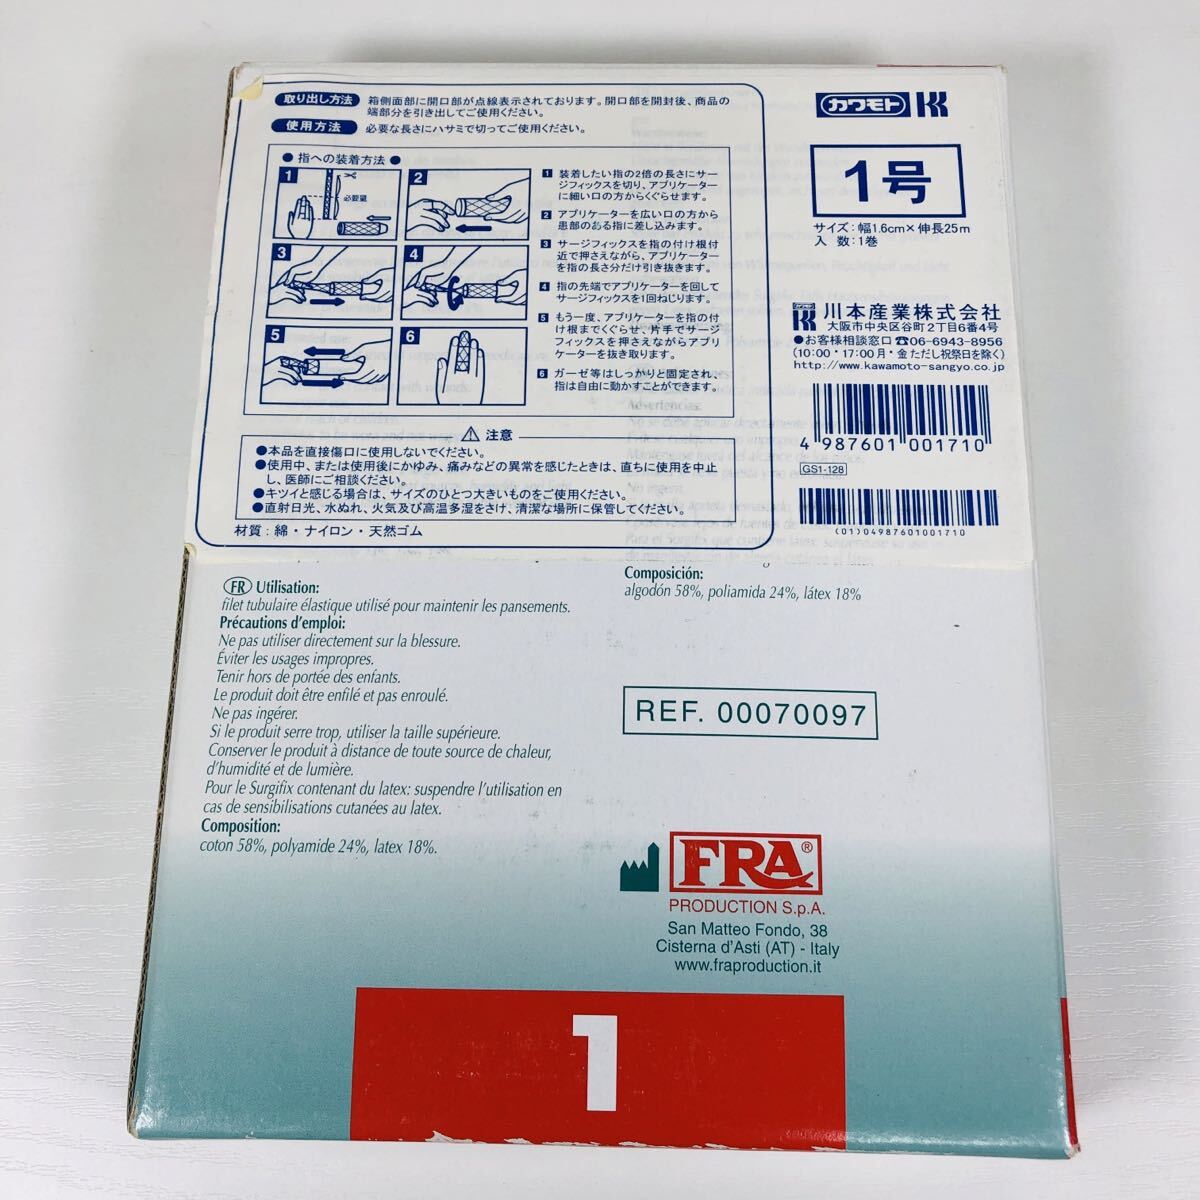 取り出し方法 箱側面部に開口部が点線表示されております。開口部を開封後、商品の
端部分を引き出してご使用ください。
使用方法 必要な長さにハサミで切ってご使用ください。
●指への装着方法●
1
必要量
2
3
4
5
6
1 装着したい指の2倍の長さにサー
ジフィックスを切り、アプリケーター
に細い口の方からくぐらせます。
2 アプリケーターを広い口の方から
患部のある指に差し込みます。
3 サージフィックスを指の付け根付
近で押さえながら、アプリケーター
を指の長さ分だけ引き抜きます。
4 指の先端でアプリケーターを回して
サージフィックスを1回ねじります。
5 もう一度、アプリケーターを指の付
け根までくぐらせ、片手でサージ
フィックスを押さえながらアプリ
ケーターを抜き取ります。
6 ガーゼ等はしっかりと固定され、
指は自由に動かすことができます。
注意
●本品を直接傷口に使用しないでください。
●使用中、または使用後にかゆみ、痛みなどの異常を感じたときは、直ちに使用を中止
し、医師にご相談ください。
●キツイと感じる場合は、サイズのひとつ大きいものをご使用ください。
●直射日光、水ぬれ、火気及び高温多湿をさけ、清潔な場所に保管してください。
材質:綿・ナイロン・天然ゴム
カワモト
1号
サイズ:幅1.6cm×伸長25m
入 数:1巻
カワモト 川本産業株式会社
大阪市中央区谷町2丁目6番4号
●お客様相談窓口☎06-6943-8956
(10:00・17:00月・金 ただし祝祭日を除く)
http://www.kawamoto-sangyo.co.jp
4 987601 001710
GS1-128
(01)04987601001710
FR Utilisation:
filet tubulaire élastique utilisé pour maintenir les pansements.
Précautions d'emploi:
Ne pas utiliser directement sur la blessure.
Éviter les usages impropres.
Tenir hors de portée des enfants.
Le produit doit être enfilé et pas enroulé.
Ne pas ingérer.
Si le produit serre trop, utiliser la taille supérieure.
Conserver le produit à distance de toute source de chaleur,
d'humidité et de lumière.
Pour le Surgifix contenant du latex: suspendre l'utilisation en
cas de sensibilisations cutanées au latex.
Composition:
coton 58%, polyamide 24%, latex 18%.
Composición:
algodón 58%, poliamida 24%, látex 18%
REF. 00070097
FRA®
PRODUCTION S.p.A.
San Matteo Fondo, 38
Cisterna d'Asti (AT) - Italy
www.fraproduction.it
1